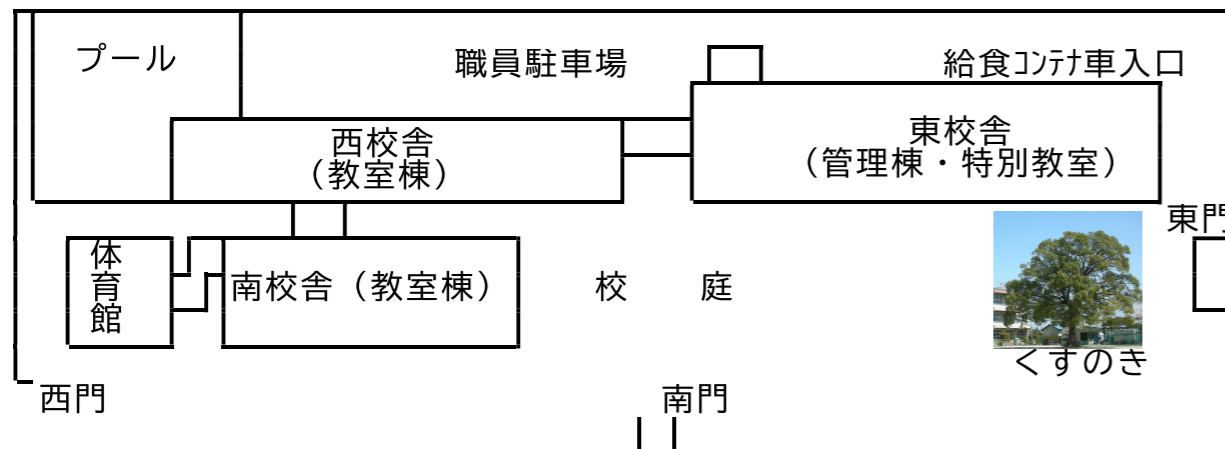 プール
職員駐車場
給食ｺﾝﾃﾅ車入口
西校舎
（教室棟）
東校舎
（管理棟・特別教室）
東門
体育館
南校舎（教室棟）
校　庭
くすのき
西門
南門